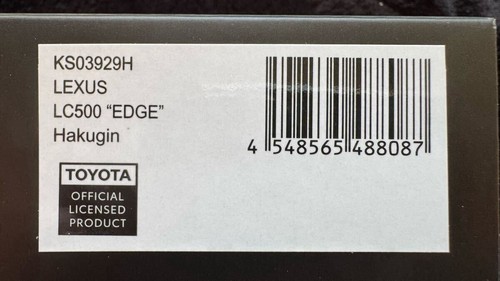 KS03929H
LEXUS
LC500 “EDGE”
Hakugin
TOYOTA
OFFICIAL
LICENSED
PRODUCT
4 548565 488087